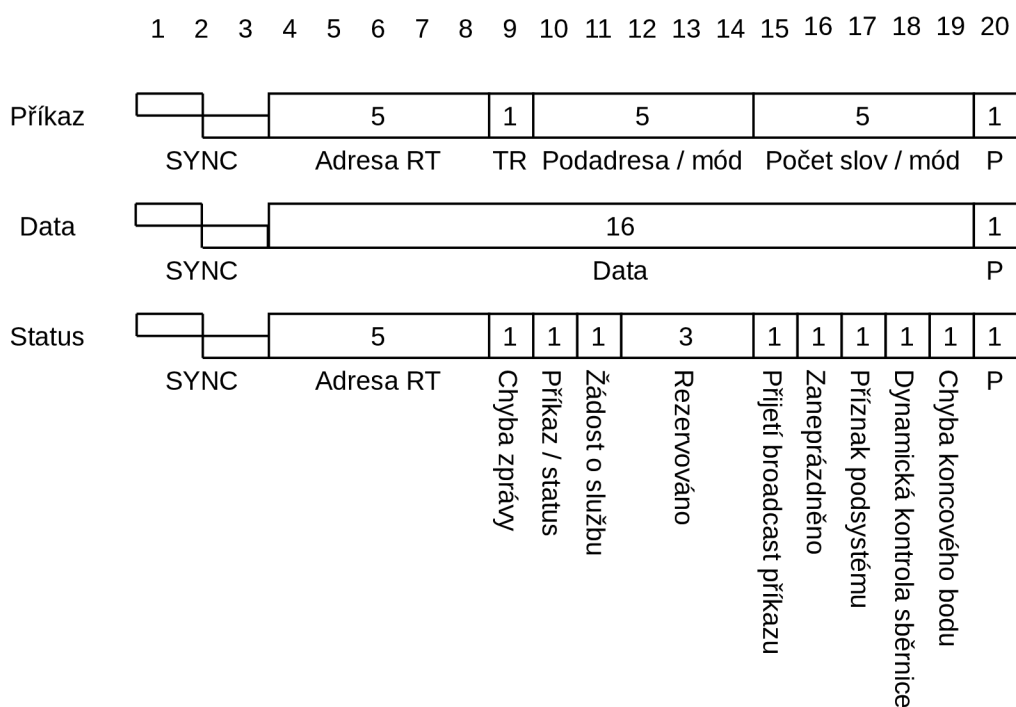 1 2 3 4 5 6 7 8 9 10 11 12 13 14 15 16 17 18 19 20
Příkaz 5 1 5 5 1
SYNC Adresa RT TR Podadresa / mód Počet slov / mód P
Data 16 1
SYNC Data P
Status 5 1 1 1 3 1 1 1 1 1 1
SYNC Adresa RT P
Chyba zprávy
Příkaz / status
Žádost o službu
Rezervováno
Přijetí broadcast příkazu
Zaneprázdněno
Příznak podsystému
Dynamická kontrola sběrnice
Chyba koncového bodu